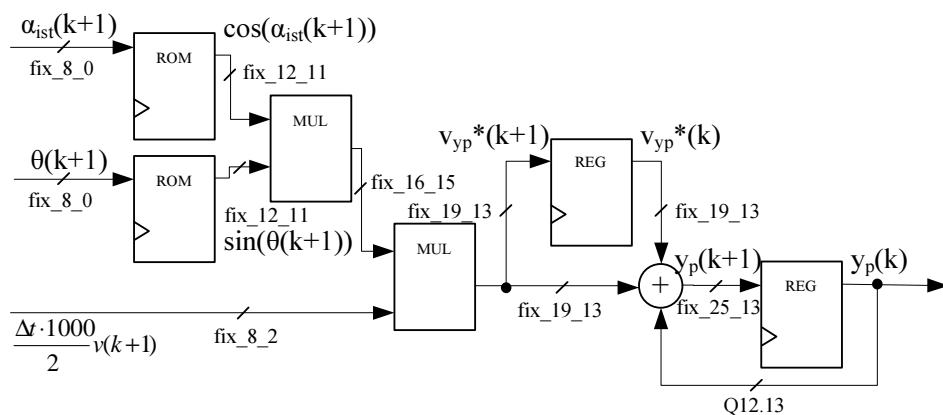 α_ist(k+1)
fix_8_0
ROM
cos(α_ist(k+1))
fix_12_11
MUL
θ(k+1)
fix_8_0
ROM
fix_12_11
sin(θ(k+1))
fix_16_15
MUL
v_yp*(k+1)
fix_19_13
REG
v_yp*(k)
fix_19_13
fix_19_13
+
y_p(k+1)
fix_25_13
REG
y_p(k)
Δt·1000/2 v(k+1)
fix_8_2
Q12.13